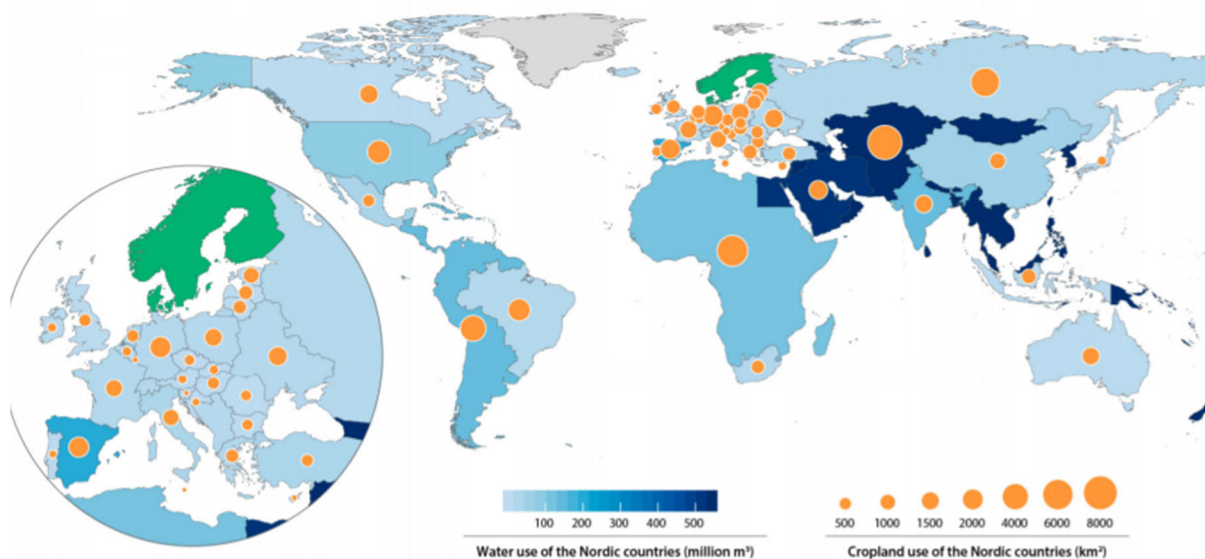 100 200 300 400 500
Water use of the Nordic countries (million m³)
500 1000 1500 2000 4000 6000 8000
Cropland use of the Nordic countries (km²)